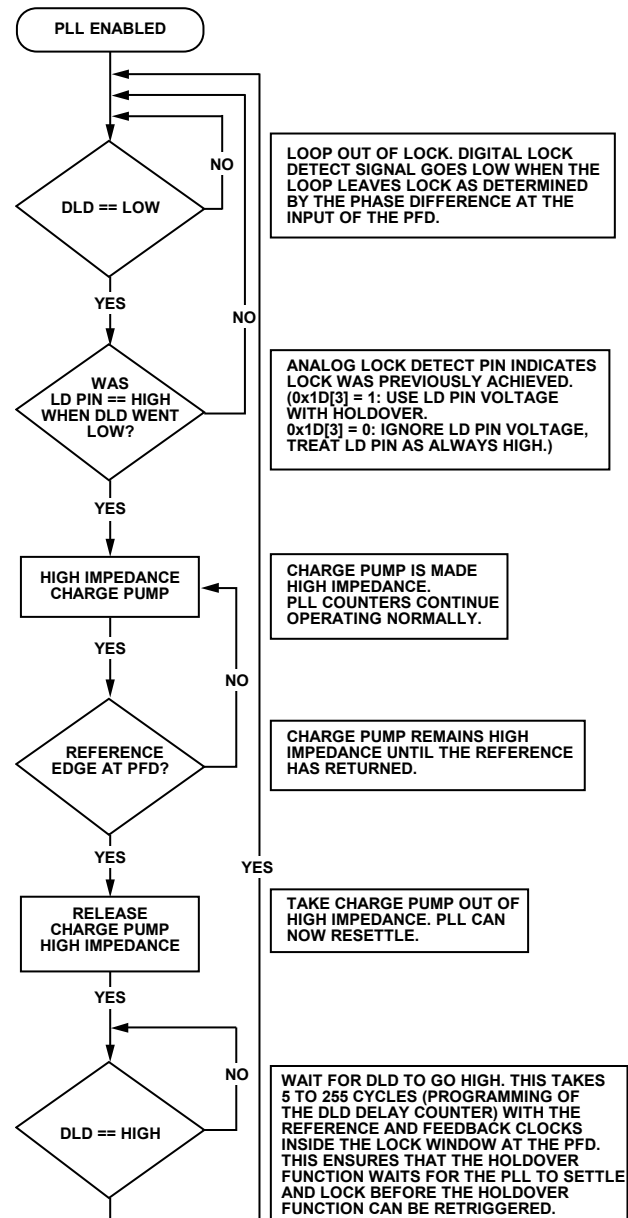 PLL ENABLED
NO
DLD == LOW
LOOP OUT OF LOCK. DIGITAL LOCK
DETECT SIGNAL GOES LOW WHEN THE
LOOP LEAVES LOCK AS DETERMINED
BY THE PHASE DIFFERENCE AT THE
INPUT OF THE PFD.
YES
NO
WAS
LD PIN == HIGH
WHEN DLD WENT
LOW?
ANALOG LOCK DETECT PIN INDICATES
LOCK WAS PREVIOUSLY ACHIEVED.
(0x1D[3] = 1: USE LD PIN VOLTAGE
WITH HOLDOVER.
0x1D[3] = 0: IGNORE LD PIN VOLTAGE,
TREAT LD PIN AS ALWAYS HIGH.)
YES
HIGH IMPEDANCE
CHARGE PUMP
CHARGE PUMP IS MADE
HIGH IMPEDANCE.
PLL COUNTERS CONTINUE
OPERATING NORMALLY.
YES
NO
REFERENCE
EDGE AT PFD?
CHARGE PUMP REMAINS HIGH
IMPEDANCE UNTIL THE REFERENCE
HAS RETURNED.
YES
YES
RELEASE
CHARGE PUMP
HIGH IMPEDANCE
TAKE CHARGE PUMP OUT OF
HIGH IMPEDANCE. PLL CAN
NOW RESETTLE.
YES
NO
DLD == HIGH
WAIT FOR DLD TO GO HIGH. THIS TAKES
5 TO 255 CYCLES (PROGRAMMING OF
THE DLD DELAY COUNTER) WITH THE
REFERENCE AND FEEDBACK CLOCKS
INSIDE THE LOCK WINDOW AT THE PFD.
THIS ENSURES THAT THE HOLDOVER
FUNCTION WAITS FOR THE PLL TO SETTLE
AND LOCK BEFORE THE HOLDOVER
FUNCTION CAN BE RETRIGGERED.